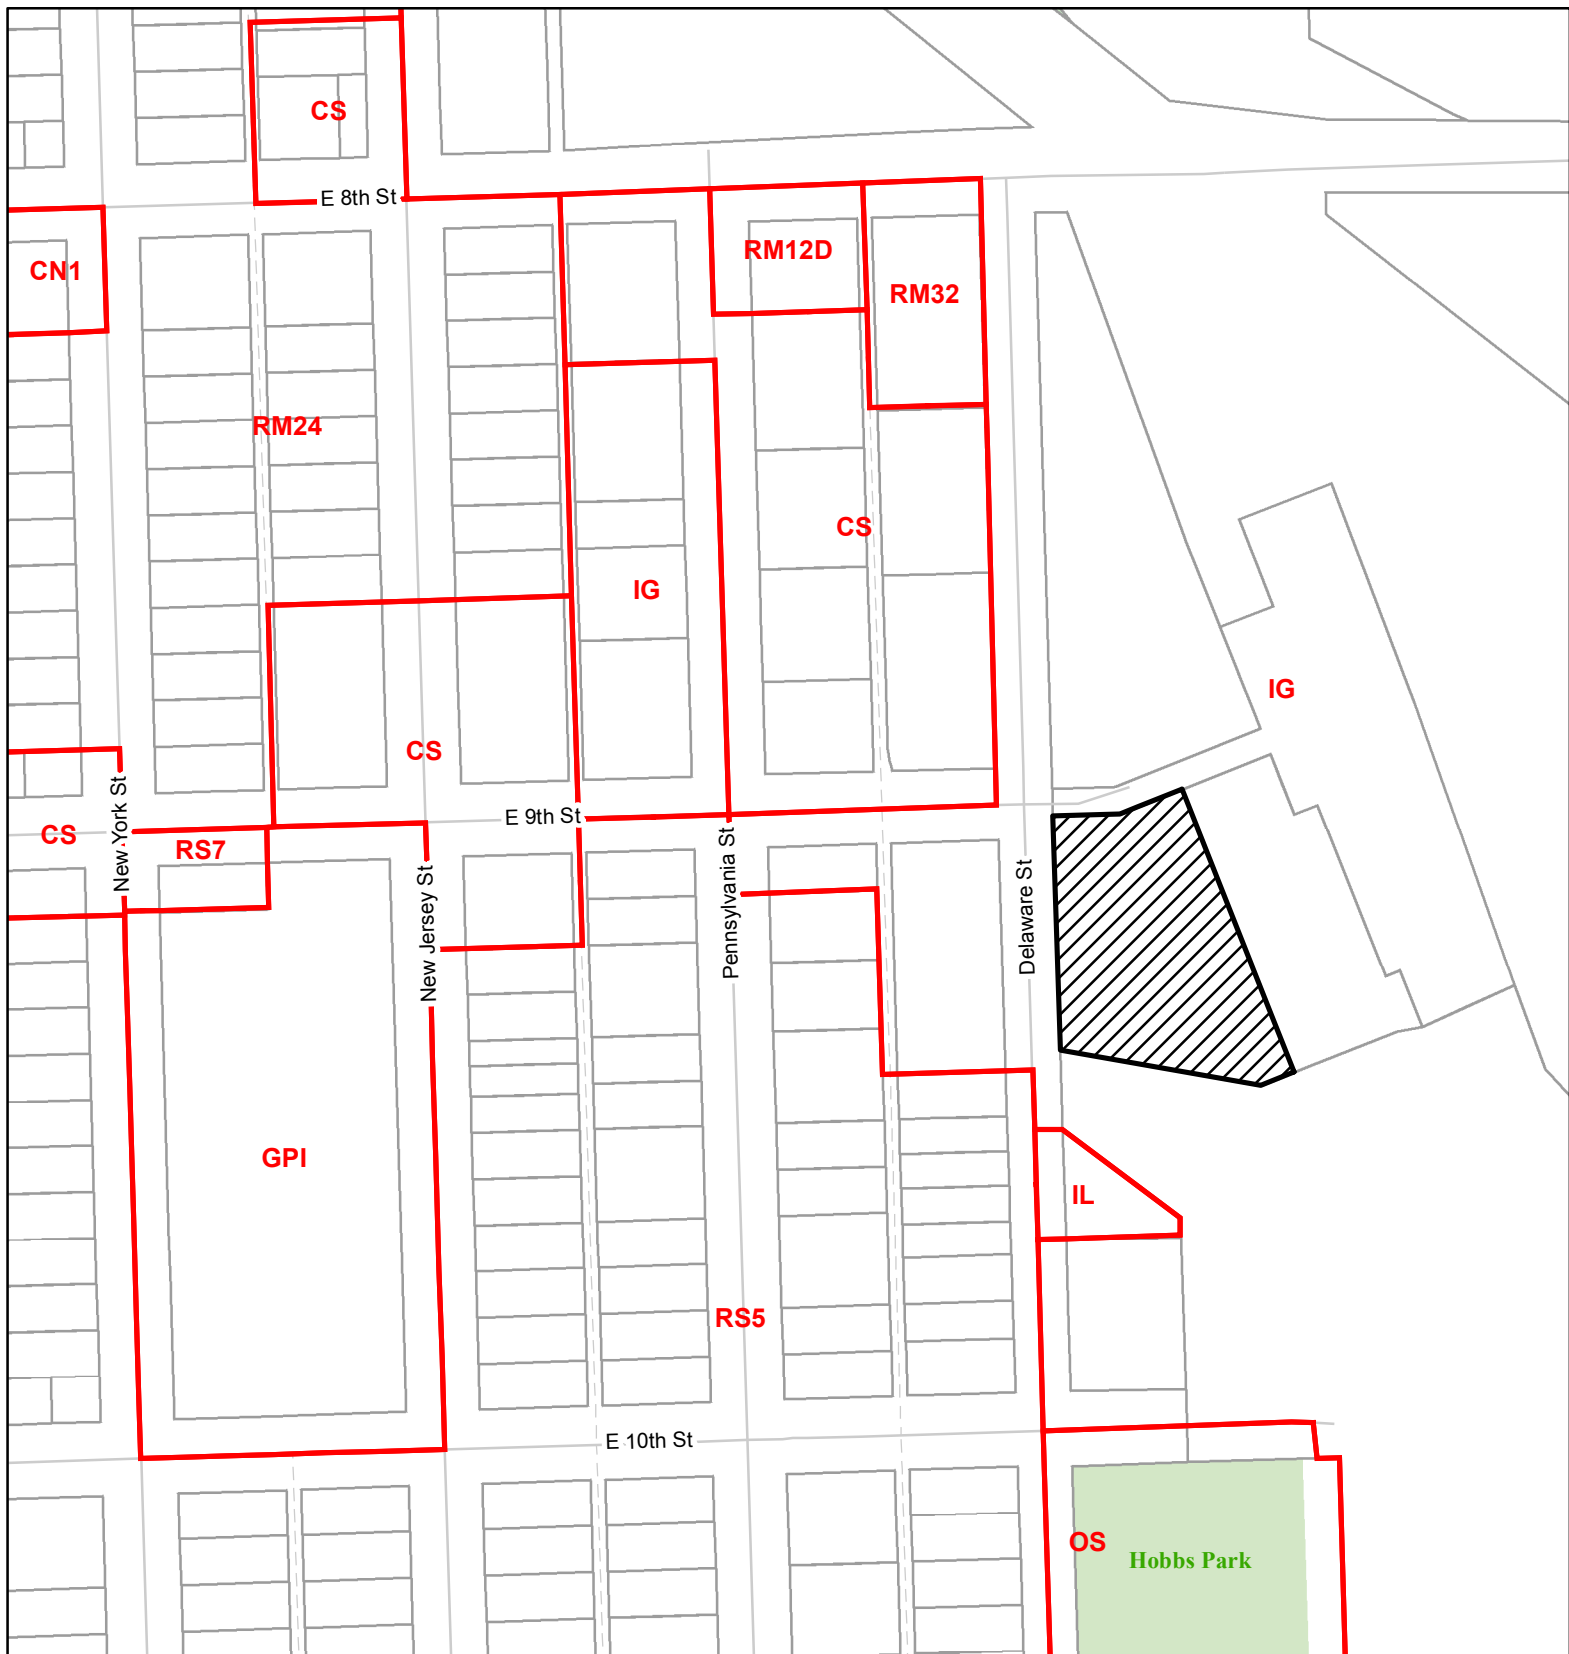 CS
E 8th St
RM12D
CN1
RM32
RM24
CS
IG
IG
CS
New York St
E 9th St
CS
RS7
Pennsylvania St
New Jersey St
Delaware St
GPI
IL
RS5
E 10th St
OS
Hobbs Park